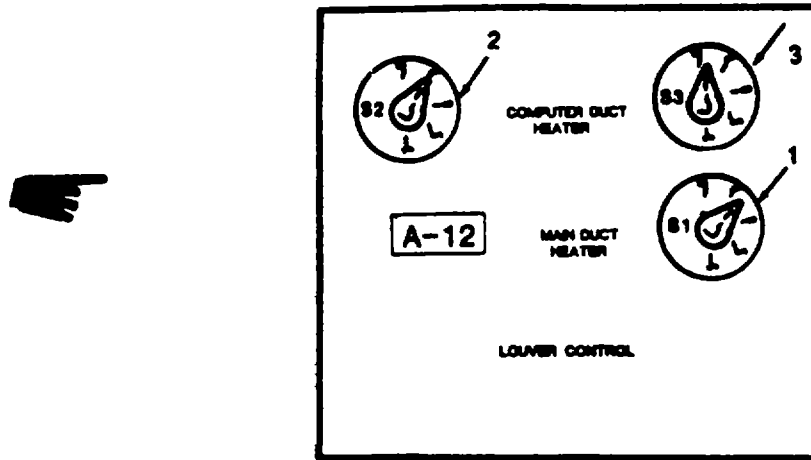 2
3
S2
S3
COMPUTER DUCT
HEATER
1
S1
A-12
MAIN DUCT
HEATER
LOUVER CONTROL